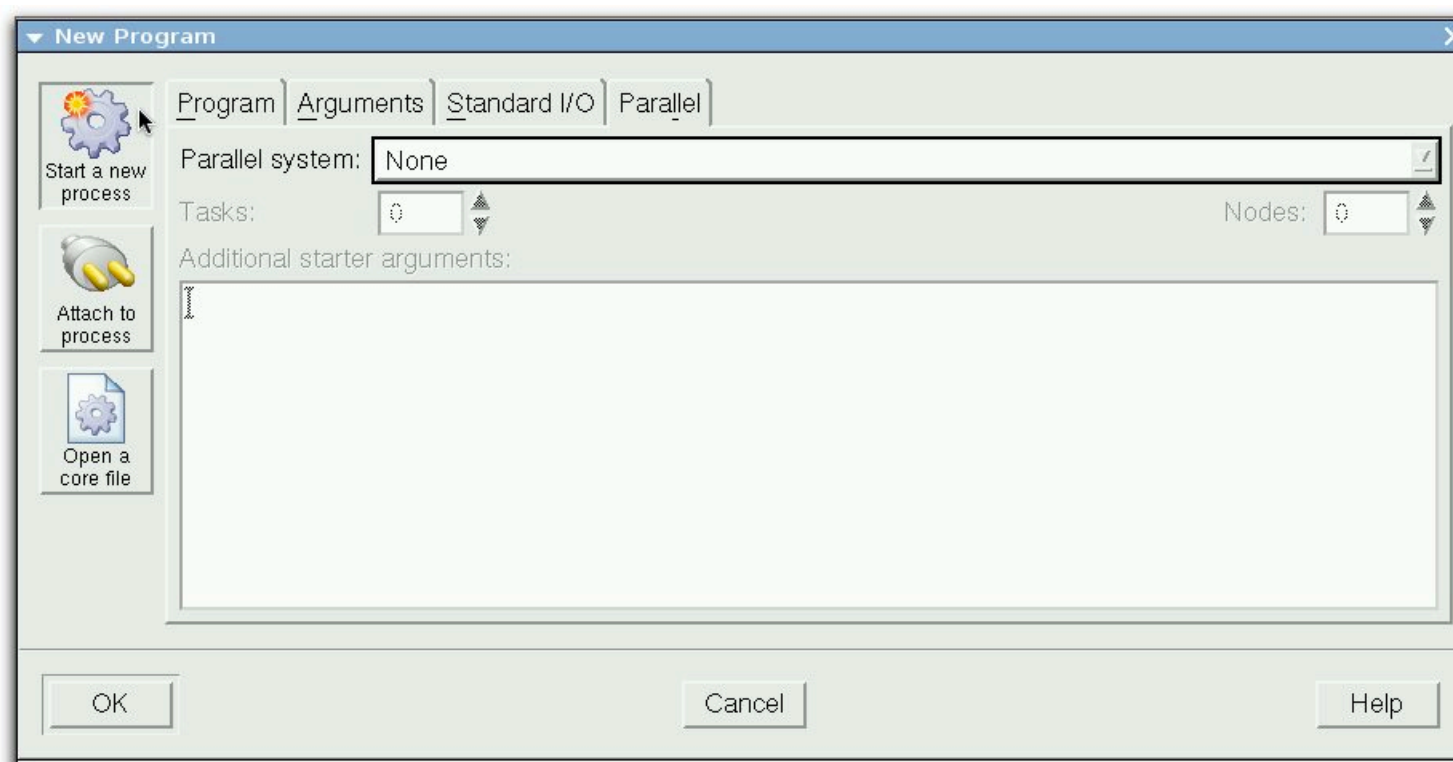 New Program
Start a new
process
Attach to
process
Open a
core file
Program Arguments Standard I/O Parallel
Parallel system: None
Tasks: 0 Nodes: 0
Additional starter arguments:
OK Cancel Help